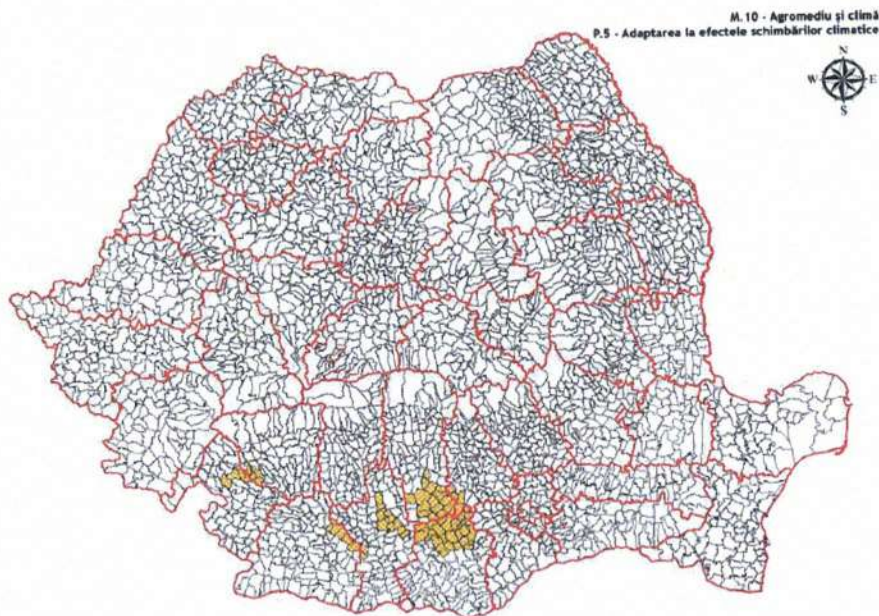 M.10 - Agromediu și climă
P.5 - Adaptarea la efectele schimbărilor climatice
N
W
E
S